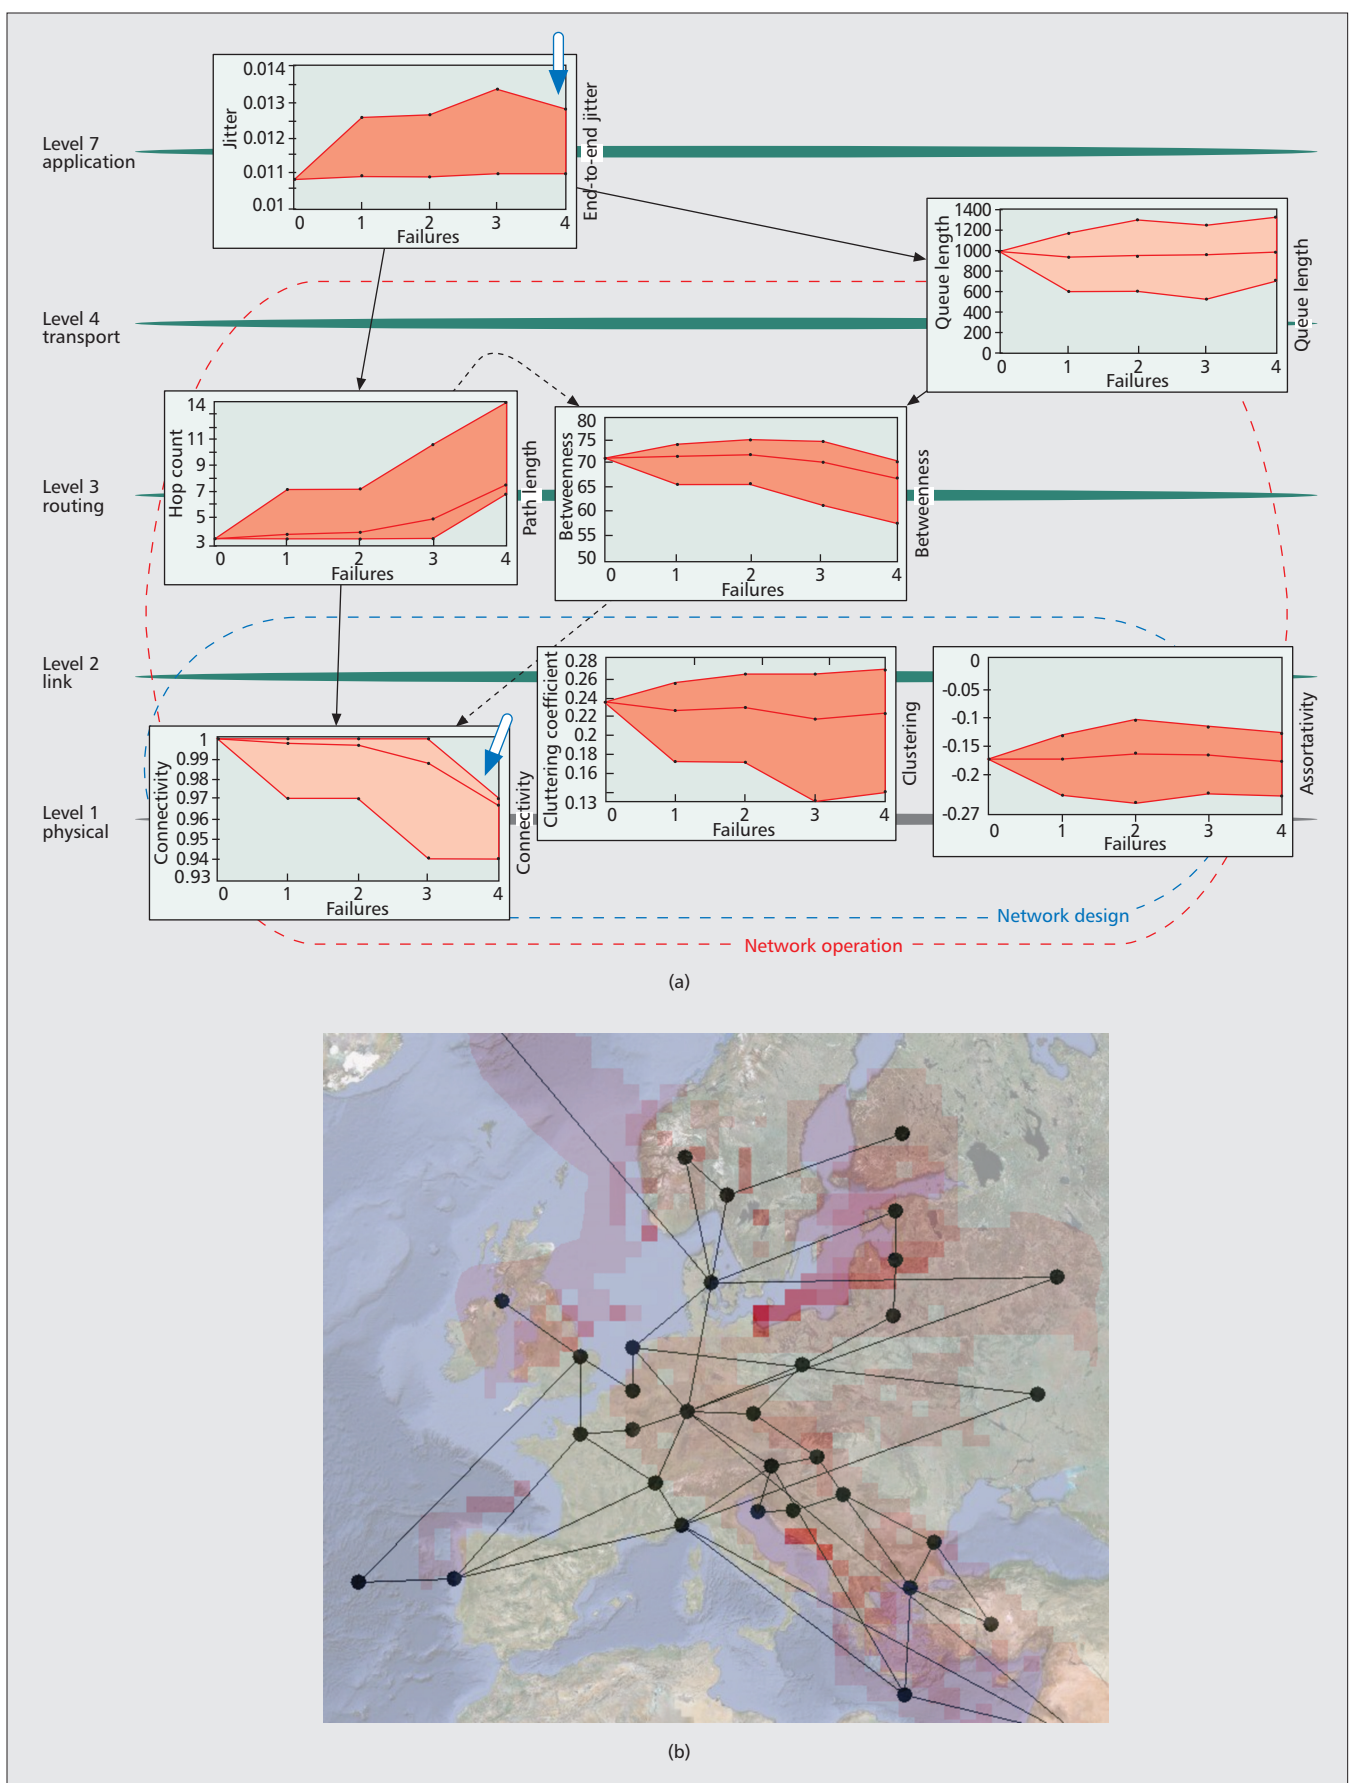 0.014
0.013
0.012
0.011
0.01
Jitter
0 1 2 3 4
Failures
End-to-end jitter
Level 7
application
1400
1200
1000
800
600
400
200
0
Queue length
0 1 2 3 4
Failures
Queue length
Level 4
transport
14
11
9
7
5
3
Hop count
0 1 2 3 4
Failures
Path length
80
75
70
65
60
55
50
Betweenness
0 1 2 3 4
Failures
Betweenness
Level 3
routing
Level 2
link
0.28
0.26
0.24
0.22
0.2
0.18
0.16
0.13
Cluttering coefficient
0 1 2 3 4
Failures
Clustering
0
-0.05
-0.1
-0.15
-0.2
-0.27
0 1 2 3 4
Failures
Assortativity
1
0.99
0.98
0.97
0.96
0.95
0.94
0.93
Connectivity
0 1 2 3 4
Failures
Connectivity
Level 1
physical
Network design
Network operation
(a)
(b)